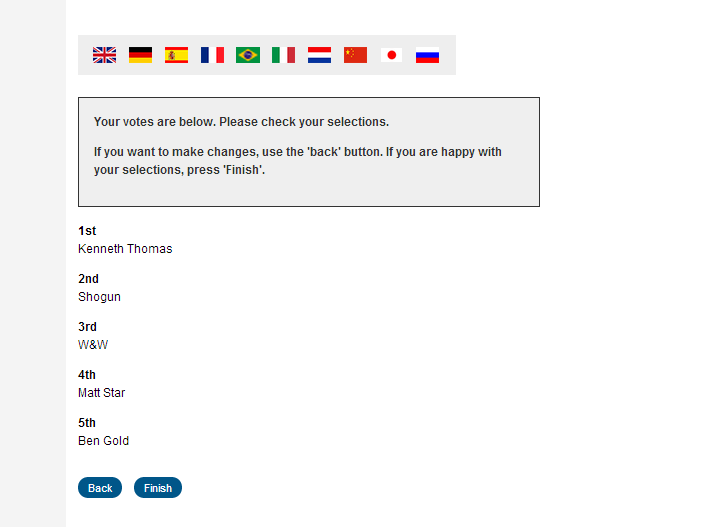 Your votes are below. Please check your selections.
If you want to make changes, use the 'back' button. If you are happy with
your selections, press 'Finish'.
1st
Kenneth Thomas
2nd
Shogun
3rd
W&W
4th
Matt Star
5th
Ben Gold
Back Finish